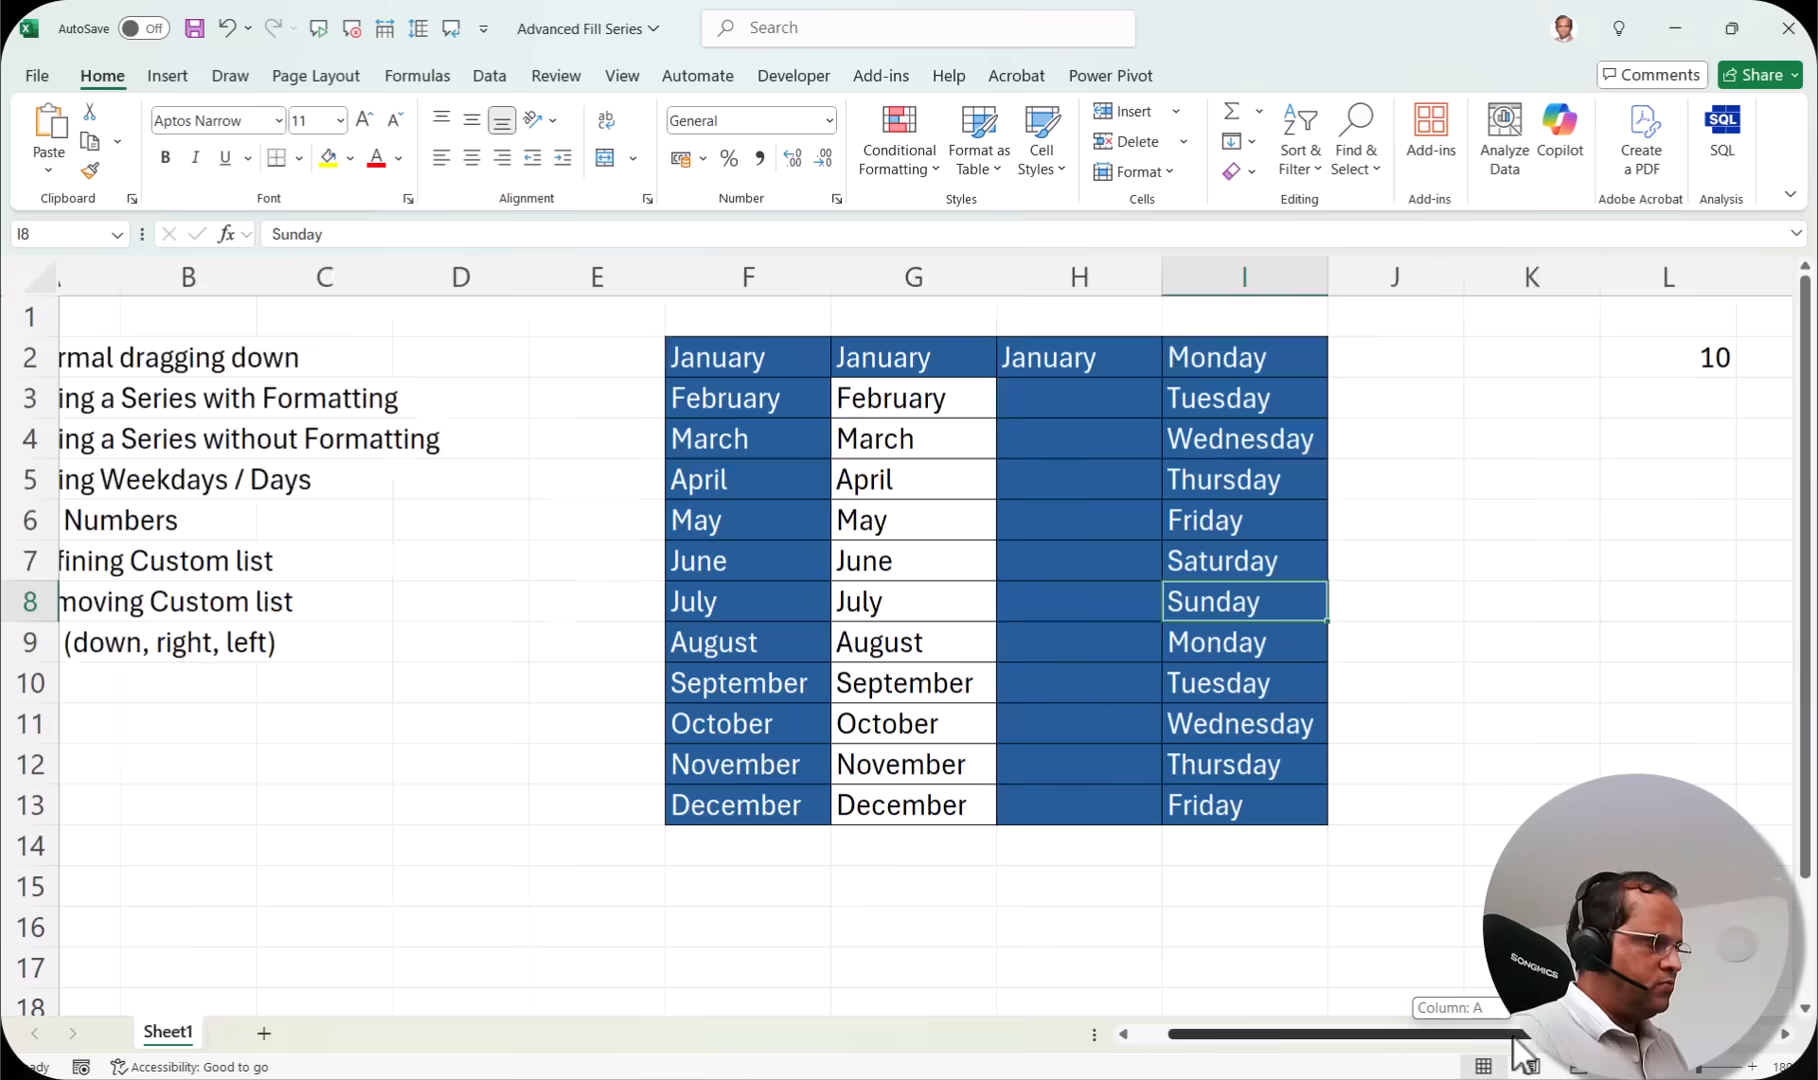 AutoSave Off Advanced Fill Series Search
File Home Insert Draw Page Layout Formulas Data Review View Automate Developer Add-ins Help Acrobat Power Pivot Comments Share
Paste Aptos Narrow 11 General Conditional Formatting Format as Table Cell Styles Insert Delete Format Sort & Filter Find & Select Add-ins Analyze Data Copilot Create a PDF SQL SQL
Clipboard Font Alignment Number Styles Cells Editing Add-ins Adobe Acrobat Analysis
I8 fx Sunday
B C D E F G H I J K L
1
2 rmal dragging down January January January Monday 10
3 ing a Series with Formatting February February Tuesday
4 ing a Series without Formatting March March Wednesday
5 ing Weekdays / Days April April Thursday
6 Numbers May May Friday
7 fining Custom list June June Saturday
8 moving Custom list July July Sunday
9 (down, right, left) August August Monday
10 September September Tuesday
11 October October Wednesday
12 November November Thursday
13 December December Friday
14
15
16
17
18
SONGMICS
Column: A
Sheet1
eady Accessibility: Good to go